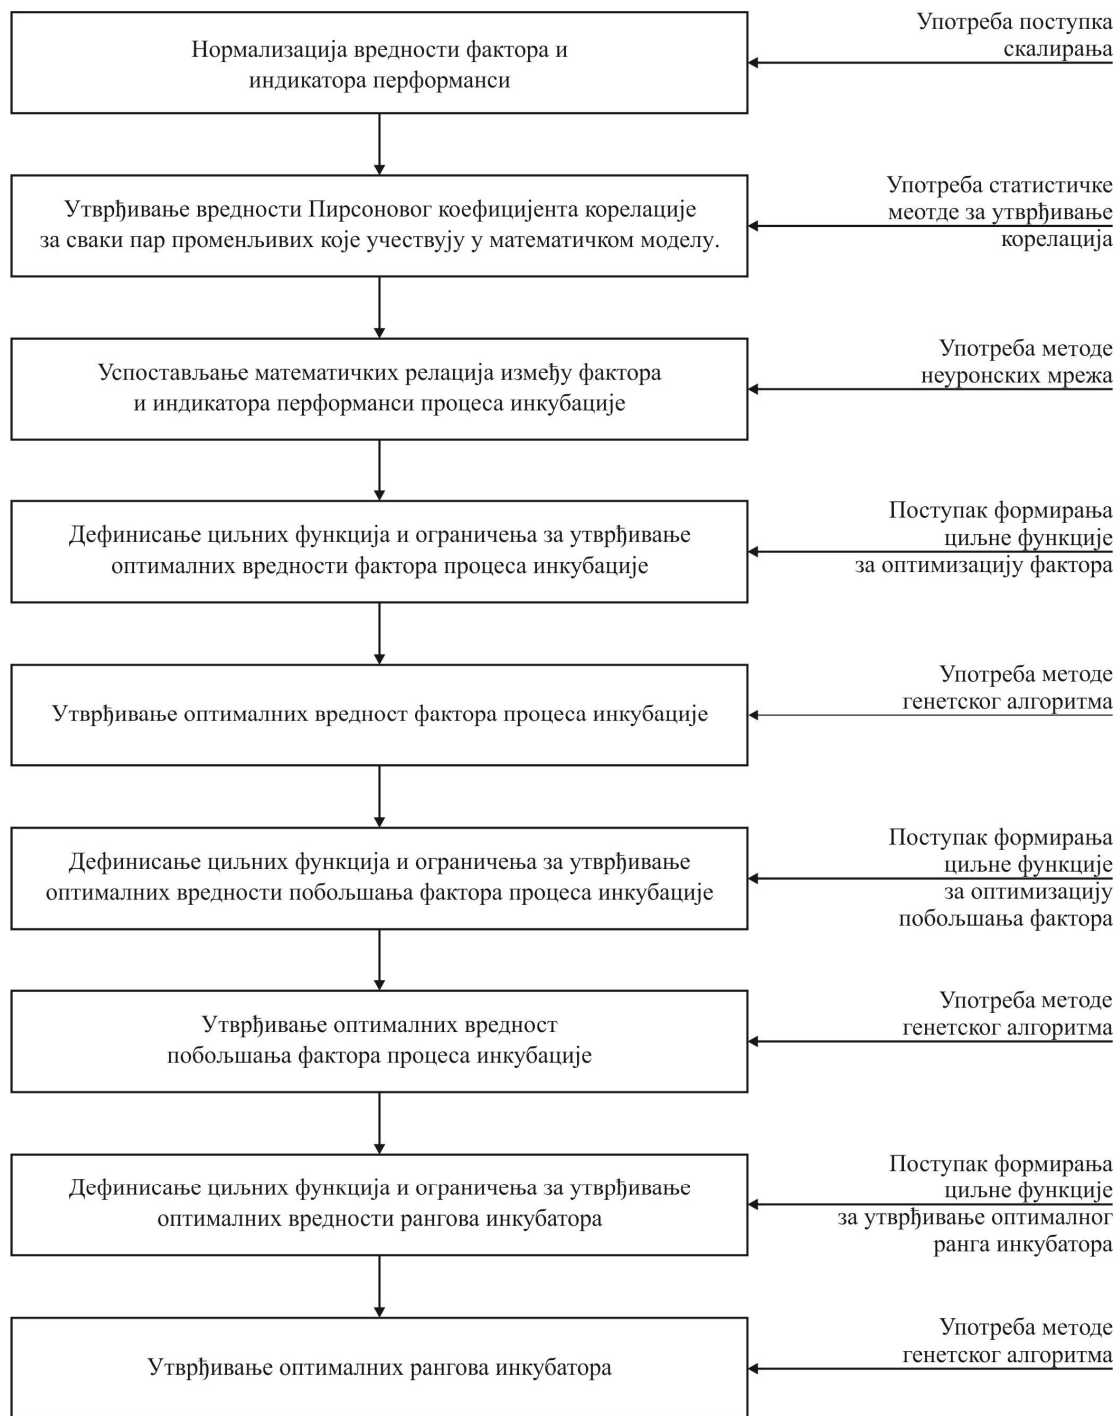 Нормализација вредности фактора и
индикатора перформанси
Употреба поступка
скалирања
Утврђивање вредности Пирсоновог коефицијента корелације
за сваки пар променљивих које учествују у математичком моделу.
Употреба статистичке
меотде за утврђивање
корелација
Успостављање математичких релација између фактора
и индикатора перформанси процеса инкубације
Употреба методе
неуронских мрежа
Дефинисање циљних функција и ограничења за утврђивање
оптималних вредности фактора процеса инкубације
Поступак формирања
циљне функције
за оптимизацију фактора
Утврђивање оптималних вредност фактора процеса инкубације
Употреба методе
генетског алгоритма
Дефинисање циљних функција и ограничења за утврђивање
оптималних вредности побољшања фактора процеса инкубације
Поступак формирања
циљне функције
за оптимизацију
побољшања фактора
Утврђивање оптималних вредност
побољшања фактора процеса инкубације
Употреба методе
генетског алгоритма
Дефинисање циљних функција и ограничења за утврђивање
оптималних вредности рангова инкубатора
Поступак формирања
циљне функције
за утврђивање оптималног
ранга инкубатора
Утврђивање оптималних рангова инкубатора
Употреба методе
генетског алгоритма